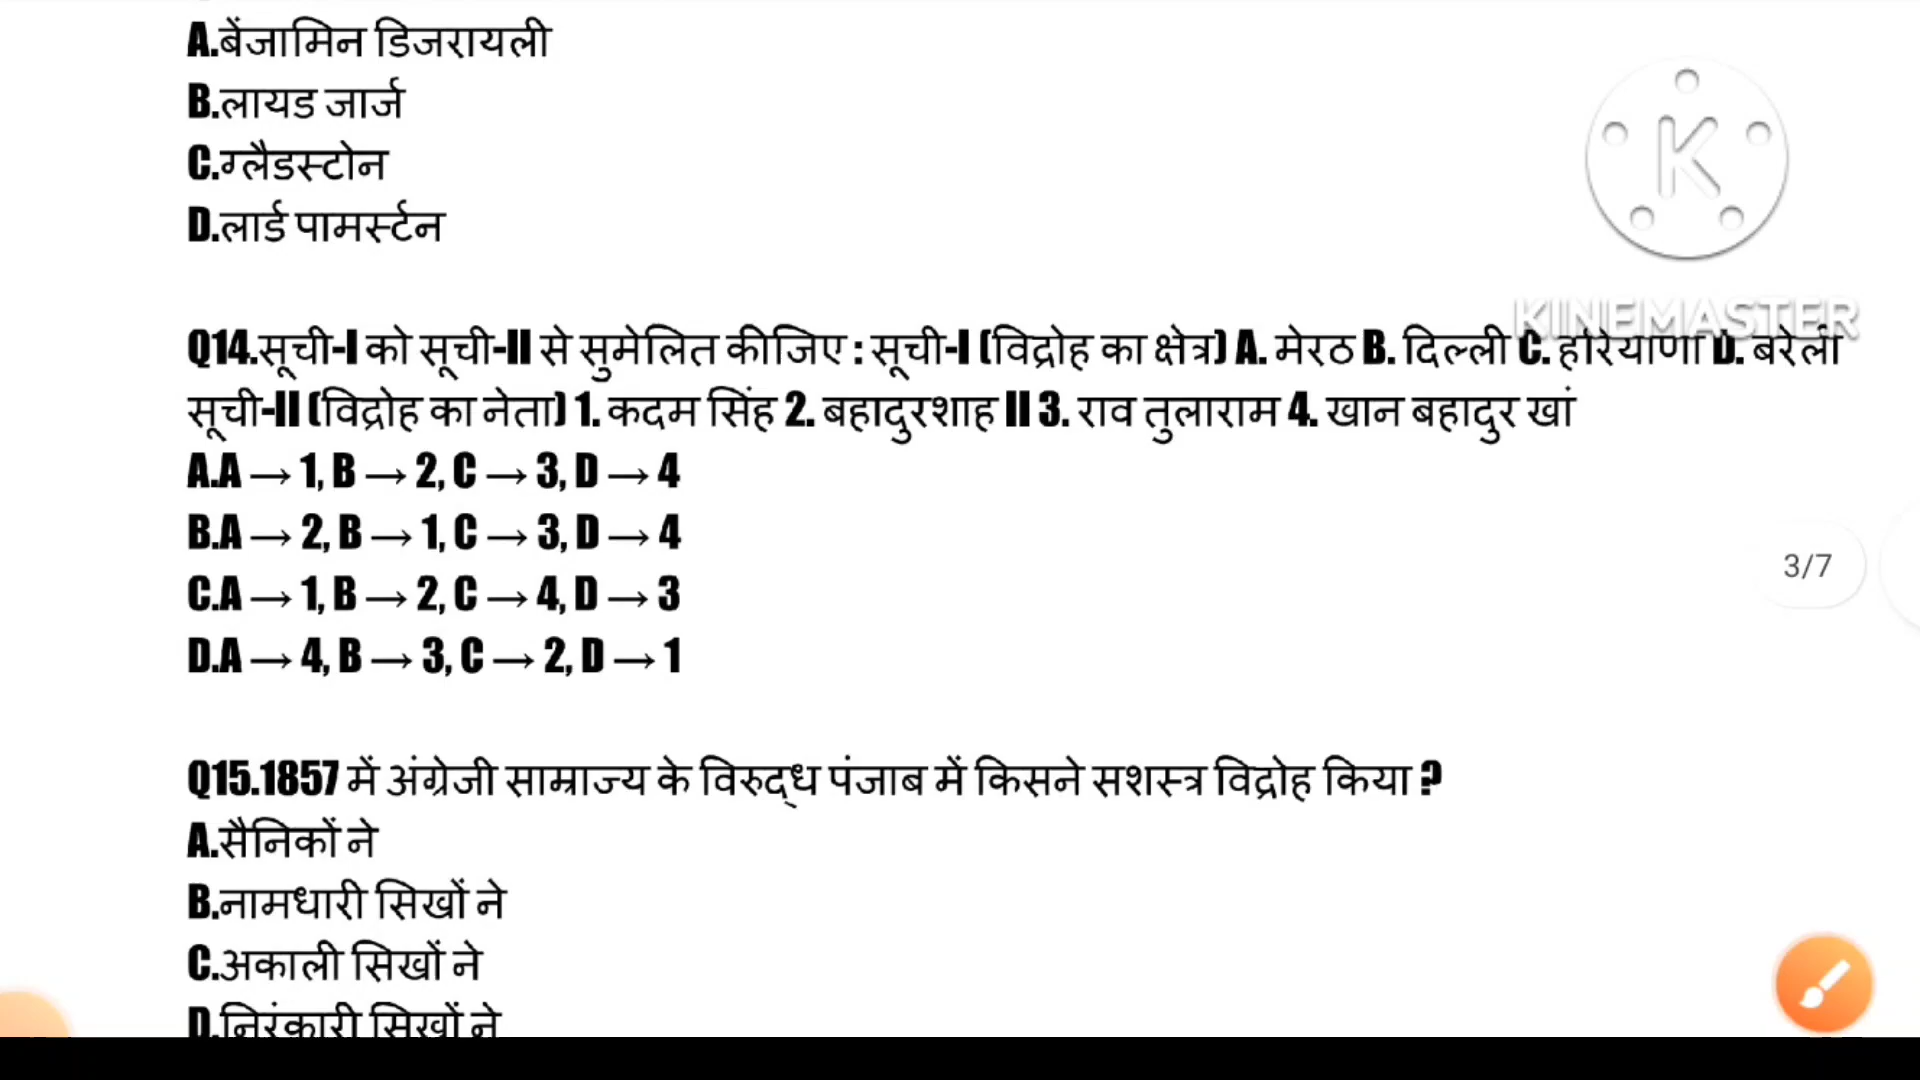 A.बेंजामिन डिजरायली
B.लायड जार्ज
C.ग्लैडस्टोन
D.लार्ड पामर्स्टन
K
KINEMASTER
Q14.सूची-I को सूची-II से सुमेलित कीजिए : सूची-I (विद्रोह का क्षेत्र) A. मेरठ B. दिल्ली C. हरियाणा D. बरेली
सूची-II (विद्रोह का नेता) 1. कदम सिंह 2. बहादुरशाह II 3. राव तुलाराम 4. खान बहादुर खां
A.A → 1, B → 2, C → 3, D → 4
B.A → 2, B → 1, C → 3, D → 4
C.A → 1, B → 2, C → 4, D → 3
D.A → 4, B → 3, C → 2, D → 1
3/7
Q15.1857 में अंग्रेजी साम्राज्य के विरुद्ध पंजाब में किसने सशस्त्र विद्रोह किया ?
A.सैनिकों ने
B.नामधारी सिखों ने
C.अकाली सिखों ने
D.निरंकारी सिखों ने